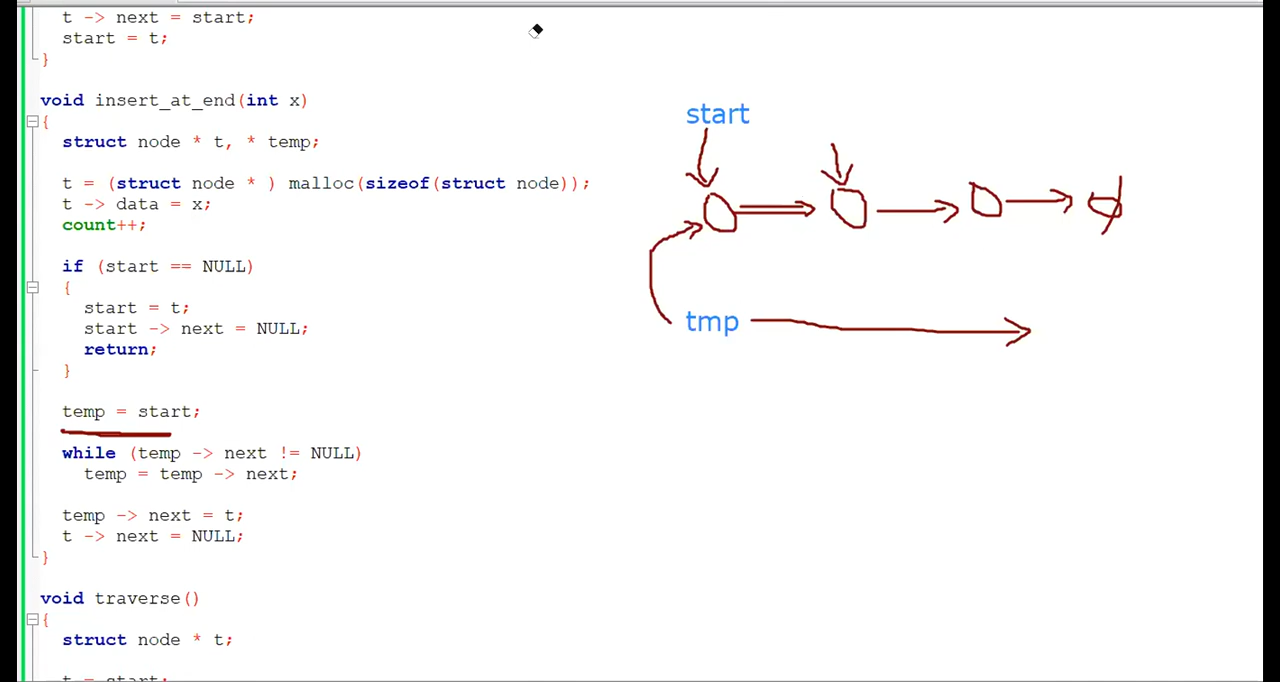 t -> next = start;
start = t;
}
void insert_at_end(int x)
{
struct node * t, * temp;
t = (struct node * ) malloc(sizeof(struct node));
t -> data = x;
count++;
if (start == NULL)
{
start = t;
start -> next = NULL;
return;
}
temp = start;
while (temp -> next != NULL)
temp = temp -> next;
temp -> next = t;
t -> next = NULL;
}
void traverse()
{
struct node * t;
t = start;
start
tmp